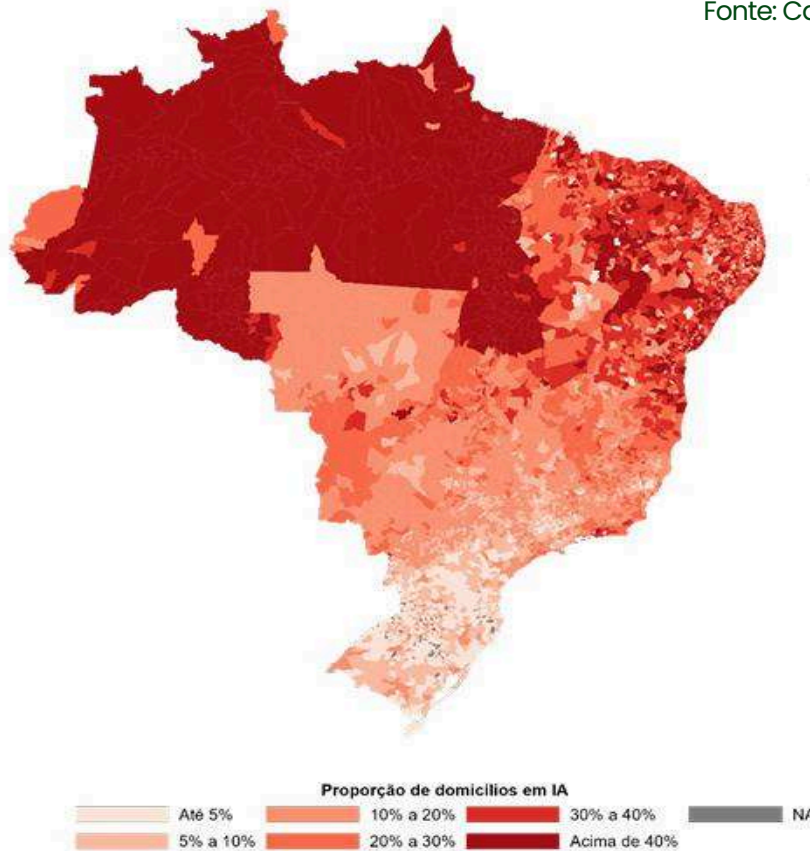 Fonte: Co
Proporção de domicílios em IA
Até 5% 10% a 20% 30% a 40% NA
5% a 10% 20% a 30% Acima de 40%